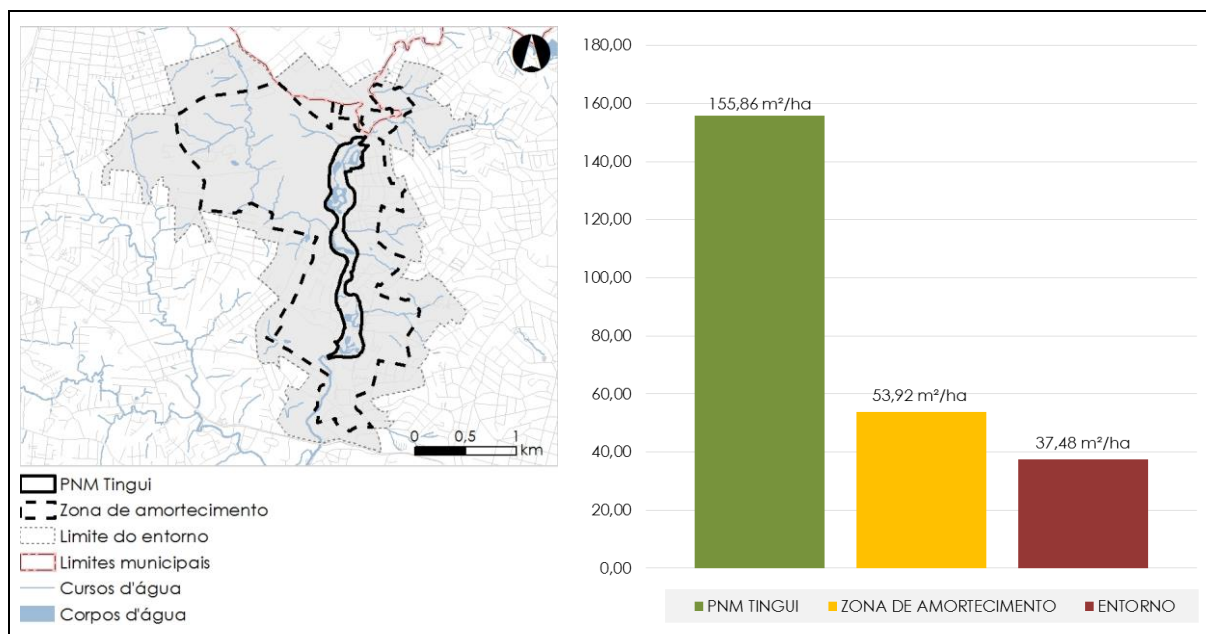 0 0,5 1
km
PNM Tingui
Zona de amortecimento
Limite do entorno
Limites municipais
Cursos d'água
Corpos d'água
180,00
160,00
140,00
120,00
100,00
80,00
60,00
40,00
20,00
0,00
155,86 m²/ha
53,92 m²/ha
37,48 m²/ha
PNM TINGUI
ZONA DE AMORTECIMENTO
ENTORNO